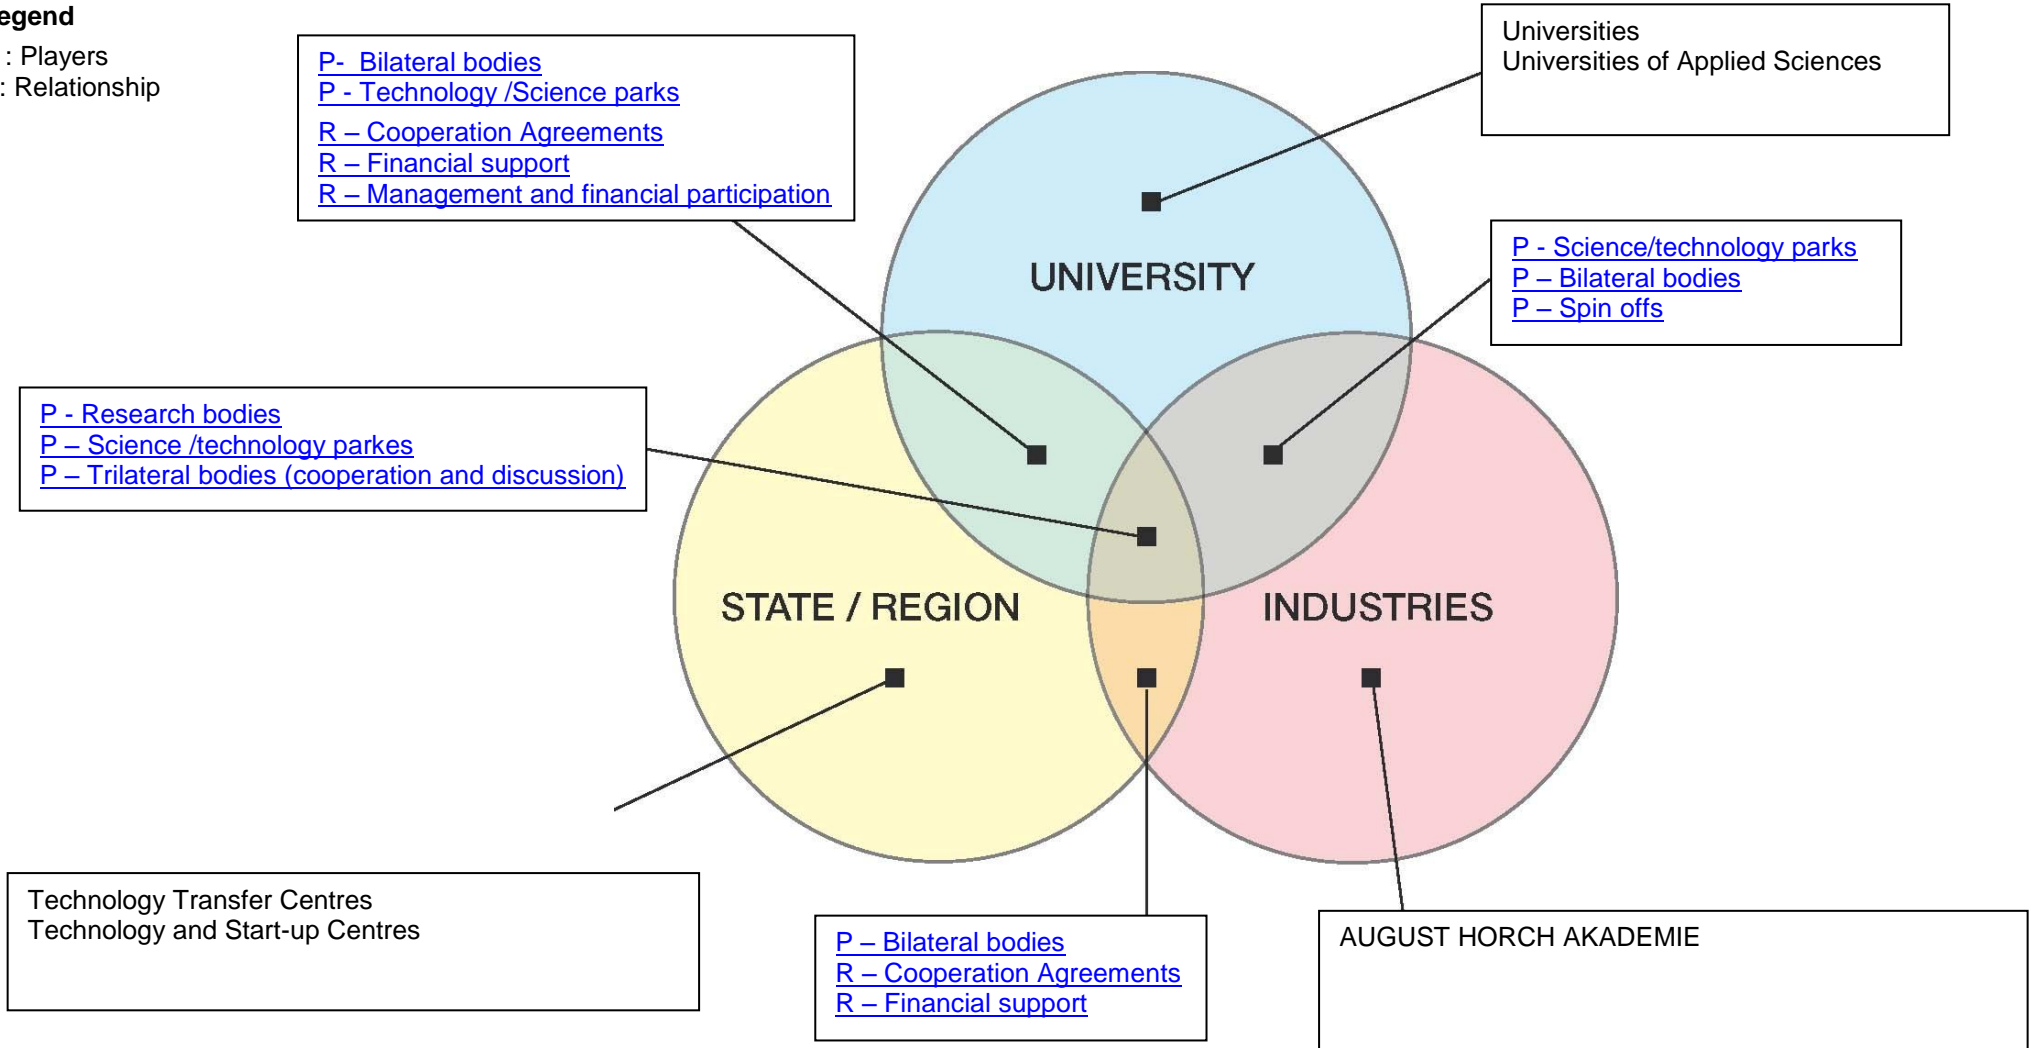 egend
: Players
: Relationship
P-  Bilateral bodies
P - Technology /Science parks
R – Cooperation Agreements
R – Financial support
R – Management and financial participation
Universities
Universities of Applied Sciences
UNIVERSITY
P - Science/technology parks
P – Bilateral bodies
P – Spin offs
P - Research bodies
P – Science /technology parkes
P – Trilateral bodies (cooperation and discussion)
STATE / REGION
INDUSTRIES
Technology Transfer Centres
Technology and Start-up Centres
P – Bilateral bodies
R – Cooperation Agreements
R – Financial support
AUGUST HORCH AKADEMIE